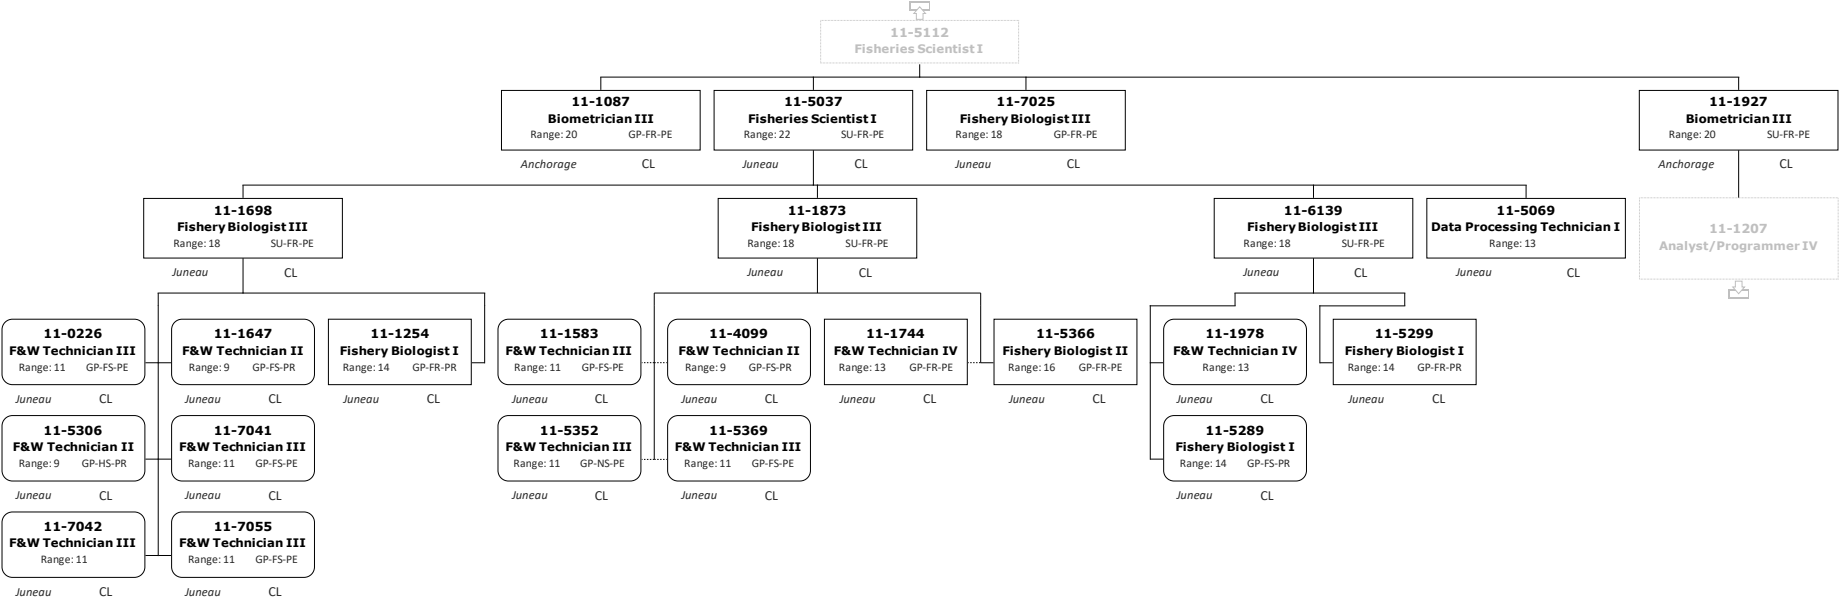 11-5112
Fisheries Scientist I
11-1087
Biometrician III
Range: 20 GP-FR-PE
Anchorage CL
11-5037
Fisheries Scientist I
Range: 22 SU-FR-PE
Juneau CL
11-7025
Fishery Biologist III
Range: 18 GP-FR-PE
Juneau CL
11-1927
Biometrician III
Range: 20 SU-FR-PE
Anchorage CL
11-1698
Fishery Biologist III
Range: 18 SU-FR-PE
Juneau CL
11-1873
Fishery Biologist III
Range: 18 SU-FR-PE
Juneau CL
11-6139
Fishery Biologist III
Range: 18 SU-FR-PE
Juneau CL
11-5069
Data Processing Technician I
Range: 13
Juneau CL
11-1207
Analyst/Programmer IV
11-0226
F&W Technician III
Range: 11 GP-FS-PE
Juneau CL
11-1647
F&W Technician II
Range: 9 GP-FS-PR
Juneau CL
11-1254
Fishery Biologist I
Range: 14 GP-FR-PR
Juneau CL
11-1583
F&W Technician III
Range: 11 GP-FS-PE
Juneau CL
11-4099
F&W Technician II
Range: 9 GP-FS-PR
Juneau CL
11-1744
F&W Technician IV
Range: 13 GP-FR-PE
Juneau CL
11-5366
Fishery Biologist II
Range: 16 GP-FR-PE
Juneau CL
11-1978
F&W Technician IV
Range: 13
Juneau CL
11-5299
Fishery Biologist I
Range: 14 GP-FR-PR
Juneau CL
11-5306
F&W Technician II
Range: 9 GP-HS-PR
Juneau CL
11-7041
F&W Technician III
Range: 11 GP-FS-PE
Juneau CL
11-5352
F&W Technician III
Range: 11 GP-NS-PE
Juneau CL
11-5369
F&W Technician III
Range: 11 GP-FS-PE
Juneau CL
11-5289
Fishery Biologist I
Range: 14 GP-FS-PR
Juneau CL
11-7042
F&W Technician III
Range: 11
Juneau CL
11-7055
F&W Technician III
Range: 11 GP-FS-PE
Juneau CL